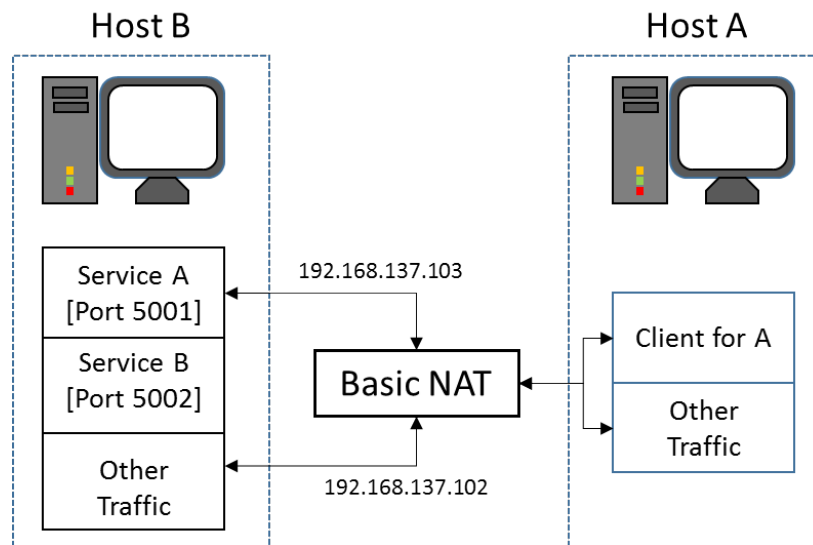 Host B
Host A
Service A
[Port 5001]
Service B
[Port 5002]
Other
Traffic
192.168.137.103
Basic NAT
192.168.137.102
Client for A
Other
Traffic